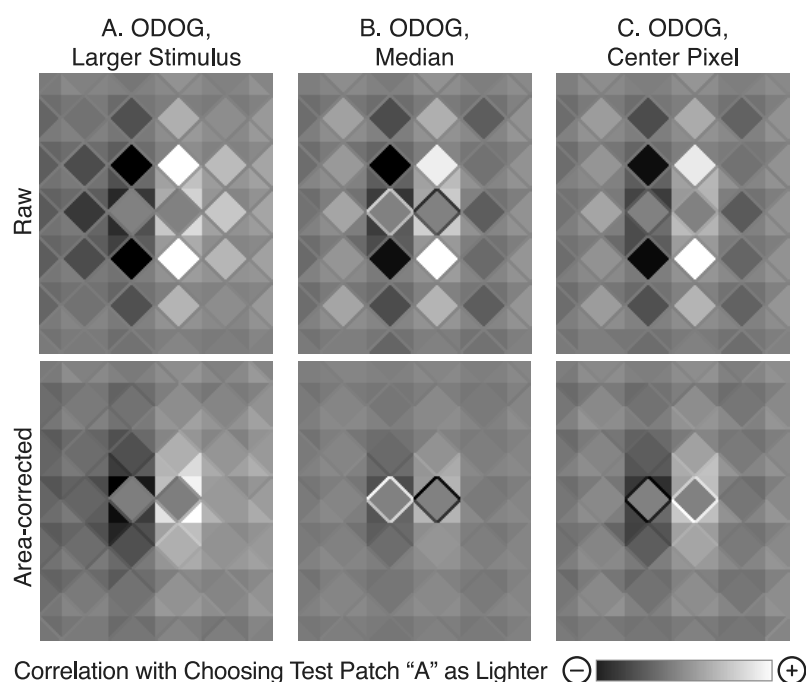 A. ODOG,
Larger Stimulus
B. ODOG,
Median
C. ODOG,
Center Pixel
Raw
Area-corrected
Correlation with Choosing Test Patch “A” as Lighter − +